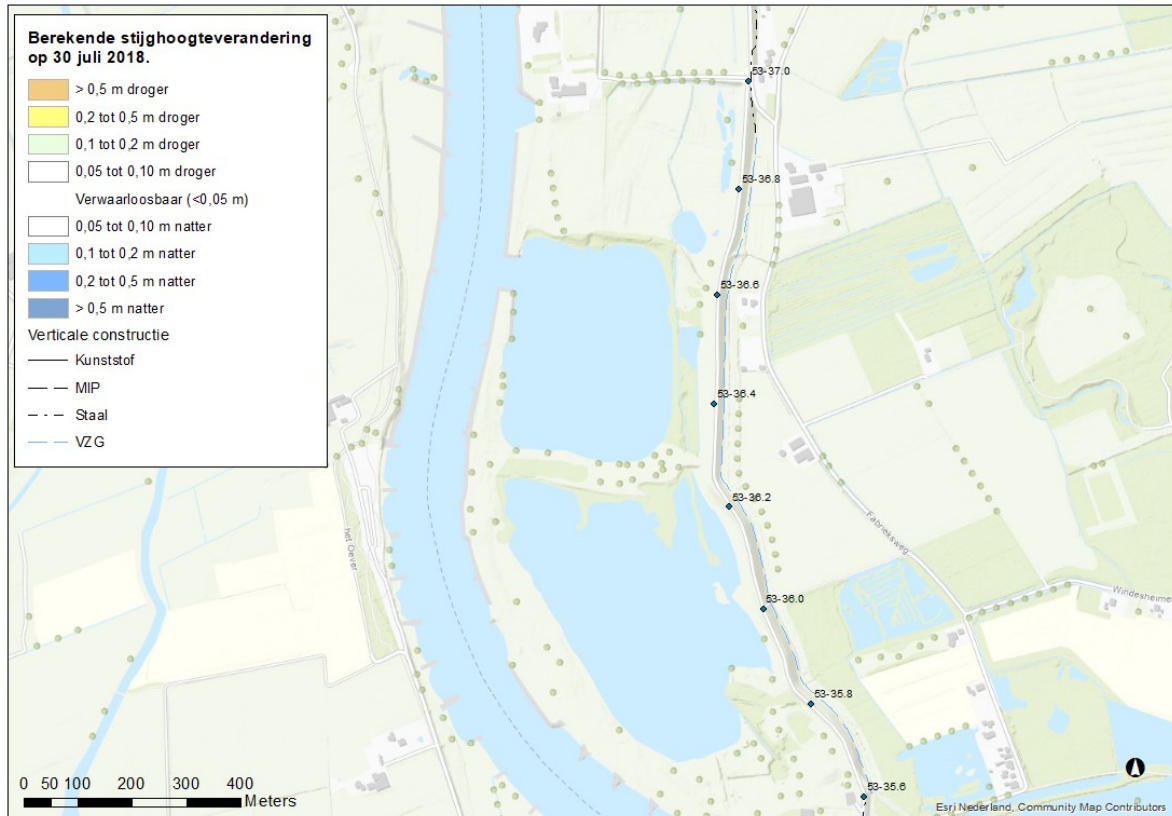 Berekende stijghoogteverandering
op 30 juli 2018.
> 0,5 m droger
0,2 tot 0,5 m droger
0,1 tot 0,2 m droger
0,05 tot 0,10 m droger
Verwaarloosbaar (<0,05 m)
0,05 tot 0,10 m natter
0,1 tot 0,2 m natter
0,2 tot 0,5 m natter
> 0,5 m natter
Verticale constructie
Kunststof
MIP
Staal
VZG
53-37.0
53-36.8
53-36.6
53-36.4
53-36.2
53-36.0
53-35.8
53-35.6
het Oever
Fabrieksweg
Windesheime
0 50 100 200 300 400
Meters
Esri Nederland, Community Map Contributors